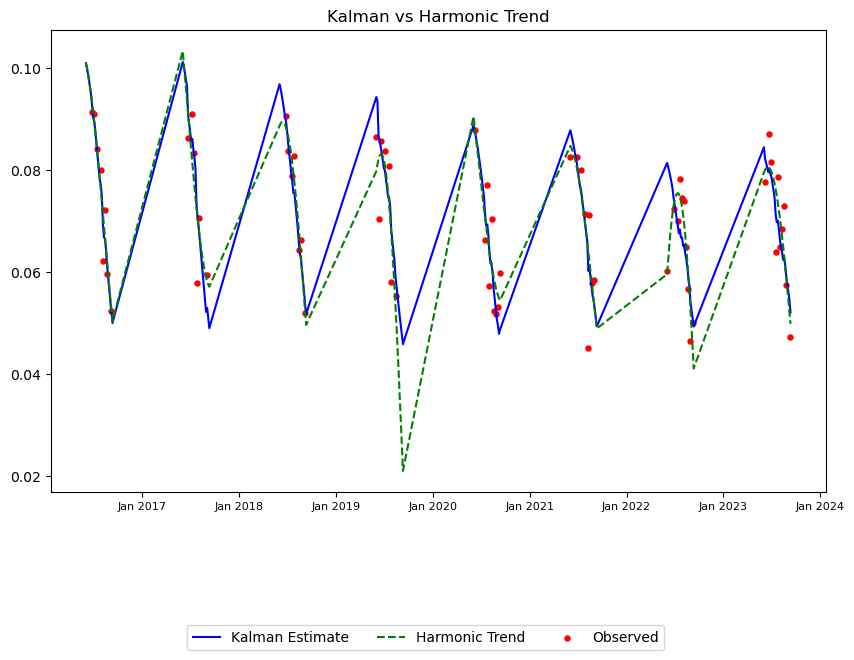 Kalman vs Harmonic Trend
0.10
0.08
0.06
0.04
0.02
Jan 2017 Jan 2018 Jan 2019 Jan 2020 Jan 2021 Jan 2022 Jan 2023 Jan 2024
Kalman Estimate Harmonic Trend Observed